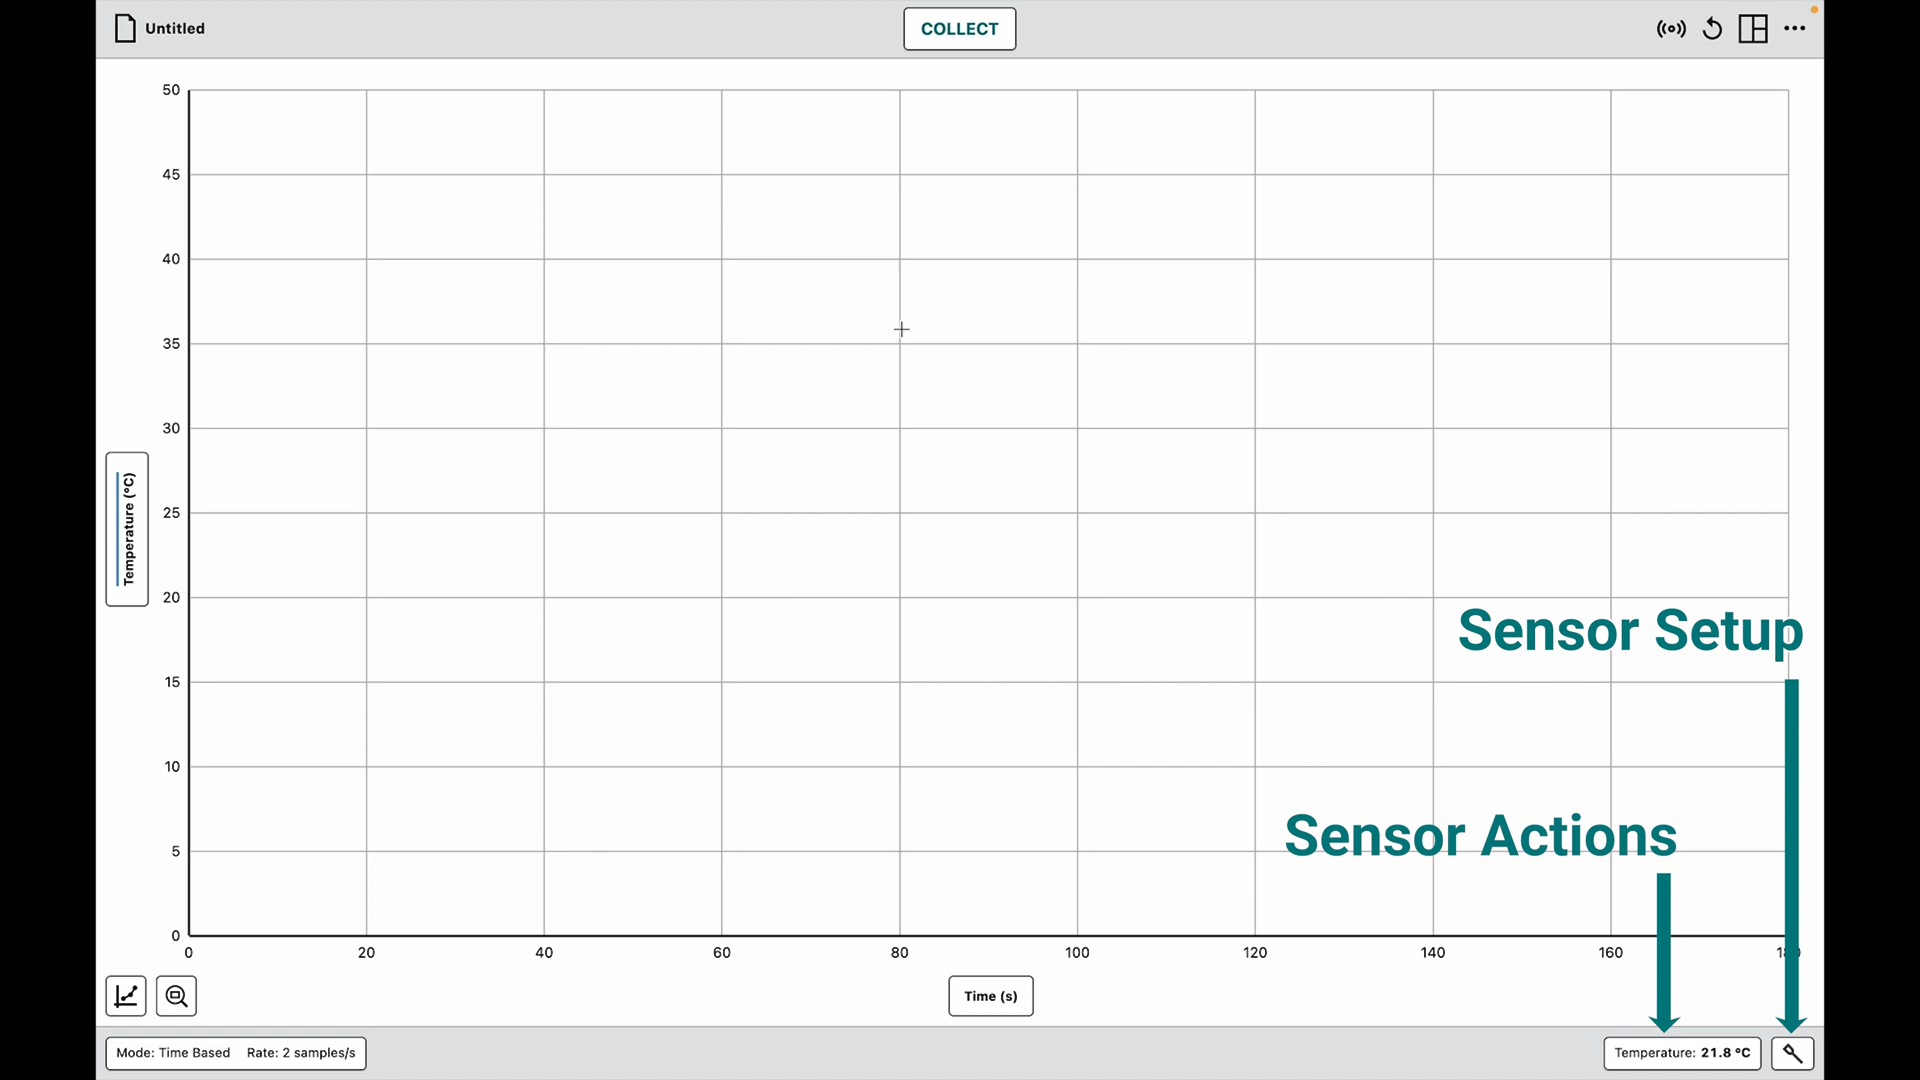 Untitled
COLLECT
50
45
40
35
30
25
20
15
10
5
0
Temperature (°C)
Sensor Setup
Sensor Actions
0 20 40 60 80 100 120 140 160
Time (s)
Mode: Time Based Rate: 2 samples/s
Temperature: 21.8 °C